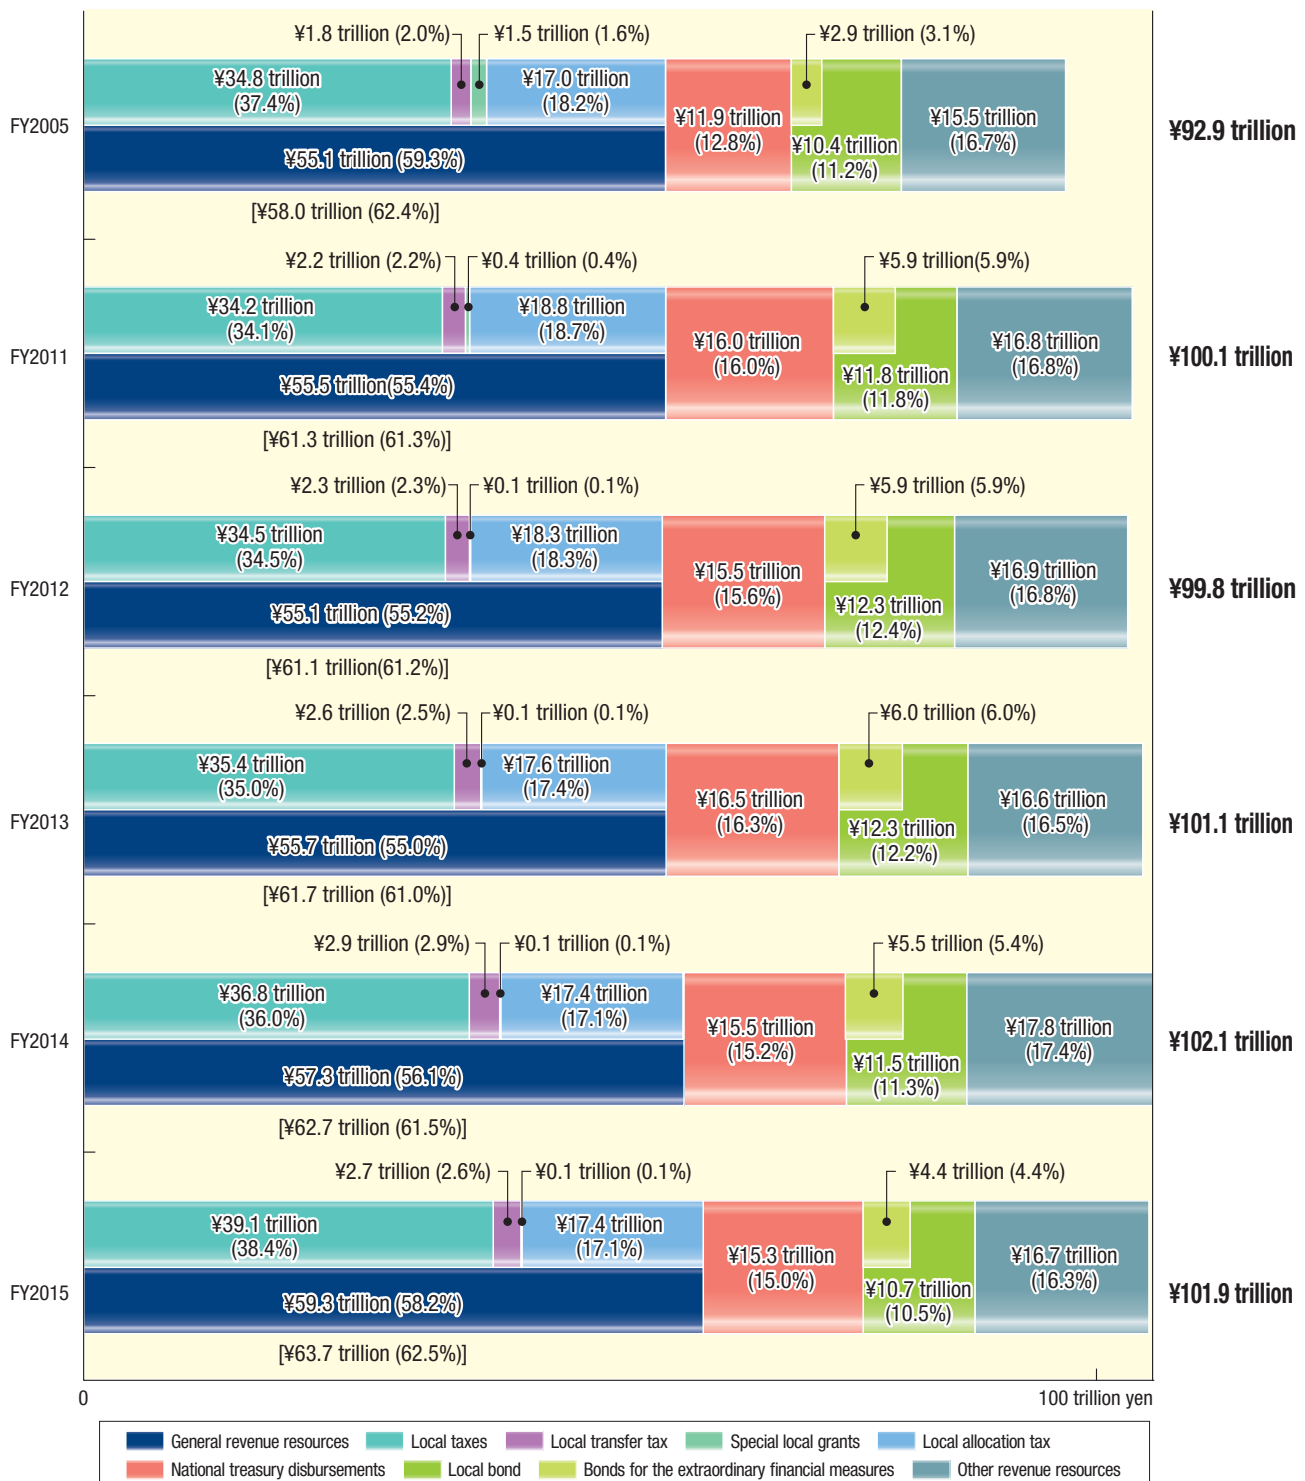 ¥1.8 trillion (2.0%) ¥1.5 trillion (1.6%) ¥2.9 trillion (3.1%)
¥34.8 trillion
(37.4%)
¥17.0 trillion
(18.2%)
FY2005
¥11.9 trillion
(12.8%)
¥10.4 trillion
(11.2%)
¥15.5 trillion
(16.7%)
¥92.9 trillion
¥55.1 trillion (59.3%)
[¥58.0 trillion (62.4%)]
¥2.2 trillion (2.2%) ¥0.4 trillion (0.4%) ¥5.9 trillion(5.9%)
¥34.2 trillion
(34.1%)
¥18.8 trillion
(18.7%)
FY2011
¥16.0 trillion
(16.0%)
¥11.8 trillion
(11.8%)
¥16.8 trillion
(16.8%)
¥100.1 trillion
¥55.5 trillion(55.4%)
[¥61.3 trillion (61.3%)]
¥2.3 trillion (2.3%) ¥0.1 trillion (0.1%) ¥5.9 trillion (5.9%)
¥34.5 trillion
(34.5%)
¥18.3 trillion
(18.3%)
FY2012
¥15.5 trillion
(15.6%)
¥12.3 trillion
(12.4%)
¥16.9 trillion
(16.8%)
¥99.8 trillion
¥55.1 trillion (55.2%)
[¥61.1 trillion(61.2%)]
¥2.6 trillion (2.5%) ¥0.1 trillion (0.1%) ¥6.0 trillion (6.0%)
¥35.4 trillion
(35.0%)
¥17.6 trillion
(17.4%)
FY2013
¥16.5 trillion
(16.3%)
¥12.3 trillion
(12.2%)
¥16.6 trillion
(16.5%)
¥101.1 trillion
¥55.7 trillion (55.0%)
[¥61.7 trillion (61.0%)]
¥2.9 trillion (2.9%) ¥0.1 trillion (0.1%) ¥5.5 trillion (5.4%)
¥36.8 trillion
(36.0%)
¥17.4 trillion
(17.1%)
FY2014
¥15.5 trillion
(15.2%)
¥11.5 trillion
(11.3%)
¥17.8 trillion
(17.4%)
¥102.1 trillion
¥57.3 trillion (56.1%)
[¥62.7 trillion (61.5%)]
¥2.7 trillion (2.6%) ¥0.1 trillion (0.1%) ¥4.4 trillion (4.4%)
¥39.1 trillion
(38.4%)
¥17.4 trillion
(17.1%)
FY2015
¥15.3 trillion
(15.0%)
¥10.7 trillion
(10.5%)
¥16.7 trillion
(16.3%)
¥101.9 trillion
¥59.3 trillion (58.2%)
[¥63.7 trillion (62.5%)]
0 100 trillion yen
General revenue resources Local taxes Local transfer tax Special local grants Local allocation tax
National treasury disbursements Local bond Bonds for the extraordinary financial measures Other revenue resources